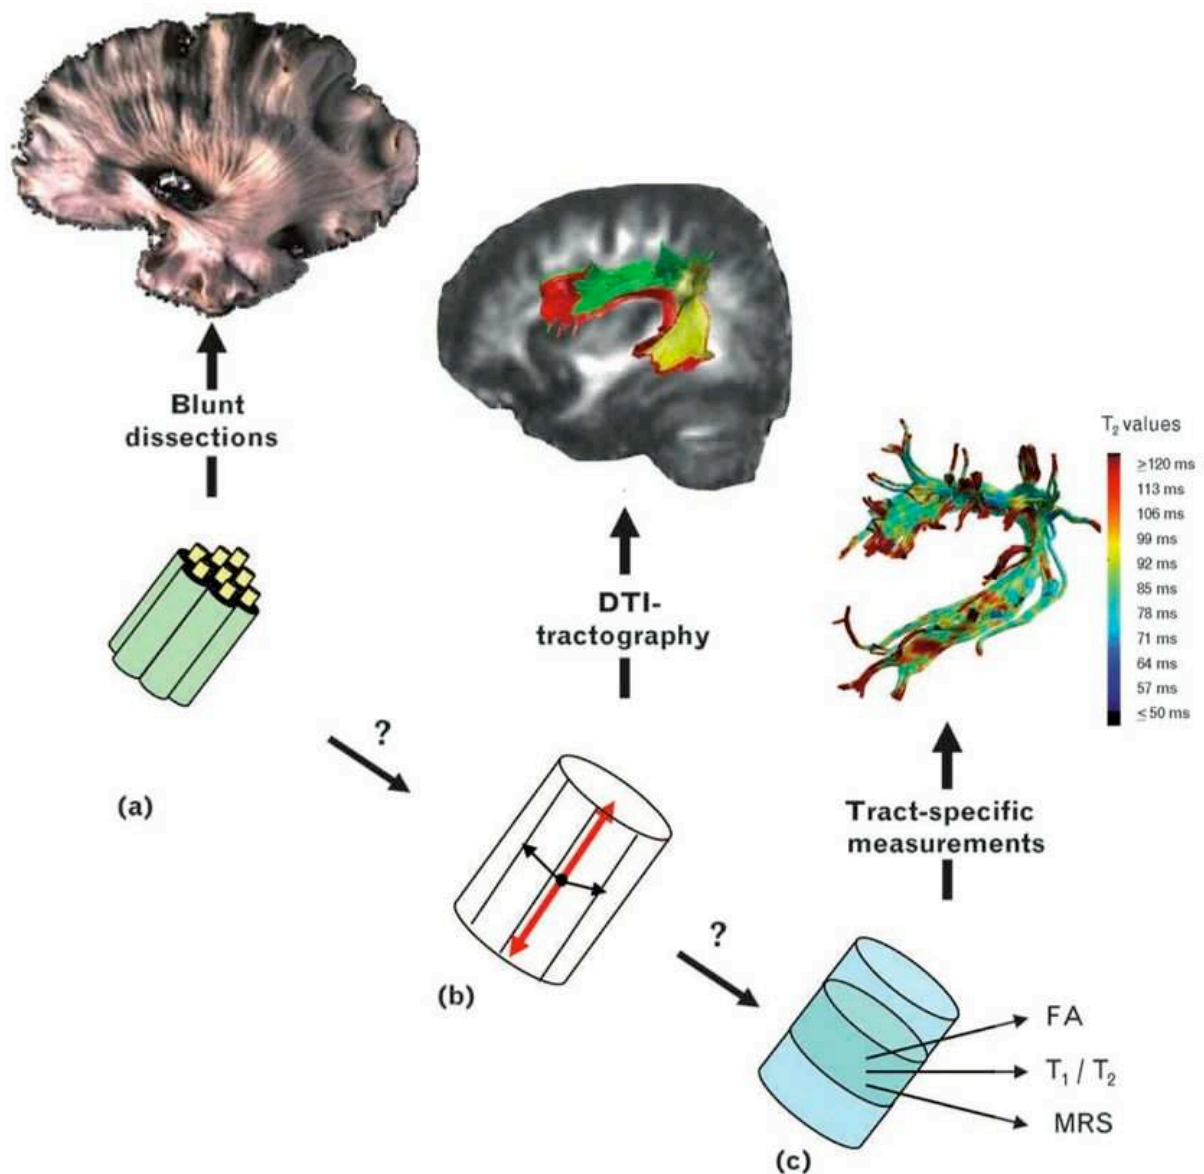 Blunt
dissections
T₂ values
≥120 ms
113 ms
106 ms
99 ms
92 ms
85 ms
78 ms
71 ms
64 ms
57 ms
≤50 ms
DTI-
tractography
?
(a)
Tract-specific
measurements
?
(b)
FA
T₁ / T₂
MRS
(c)